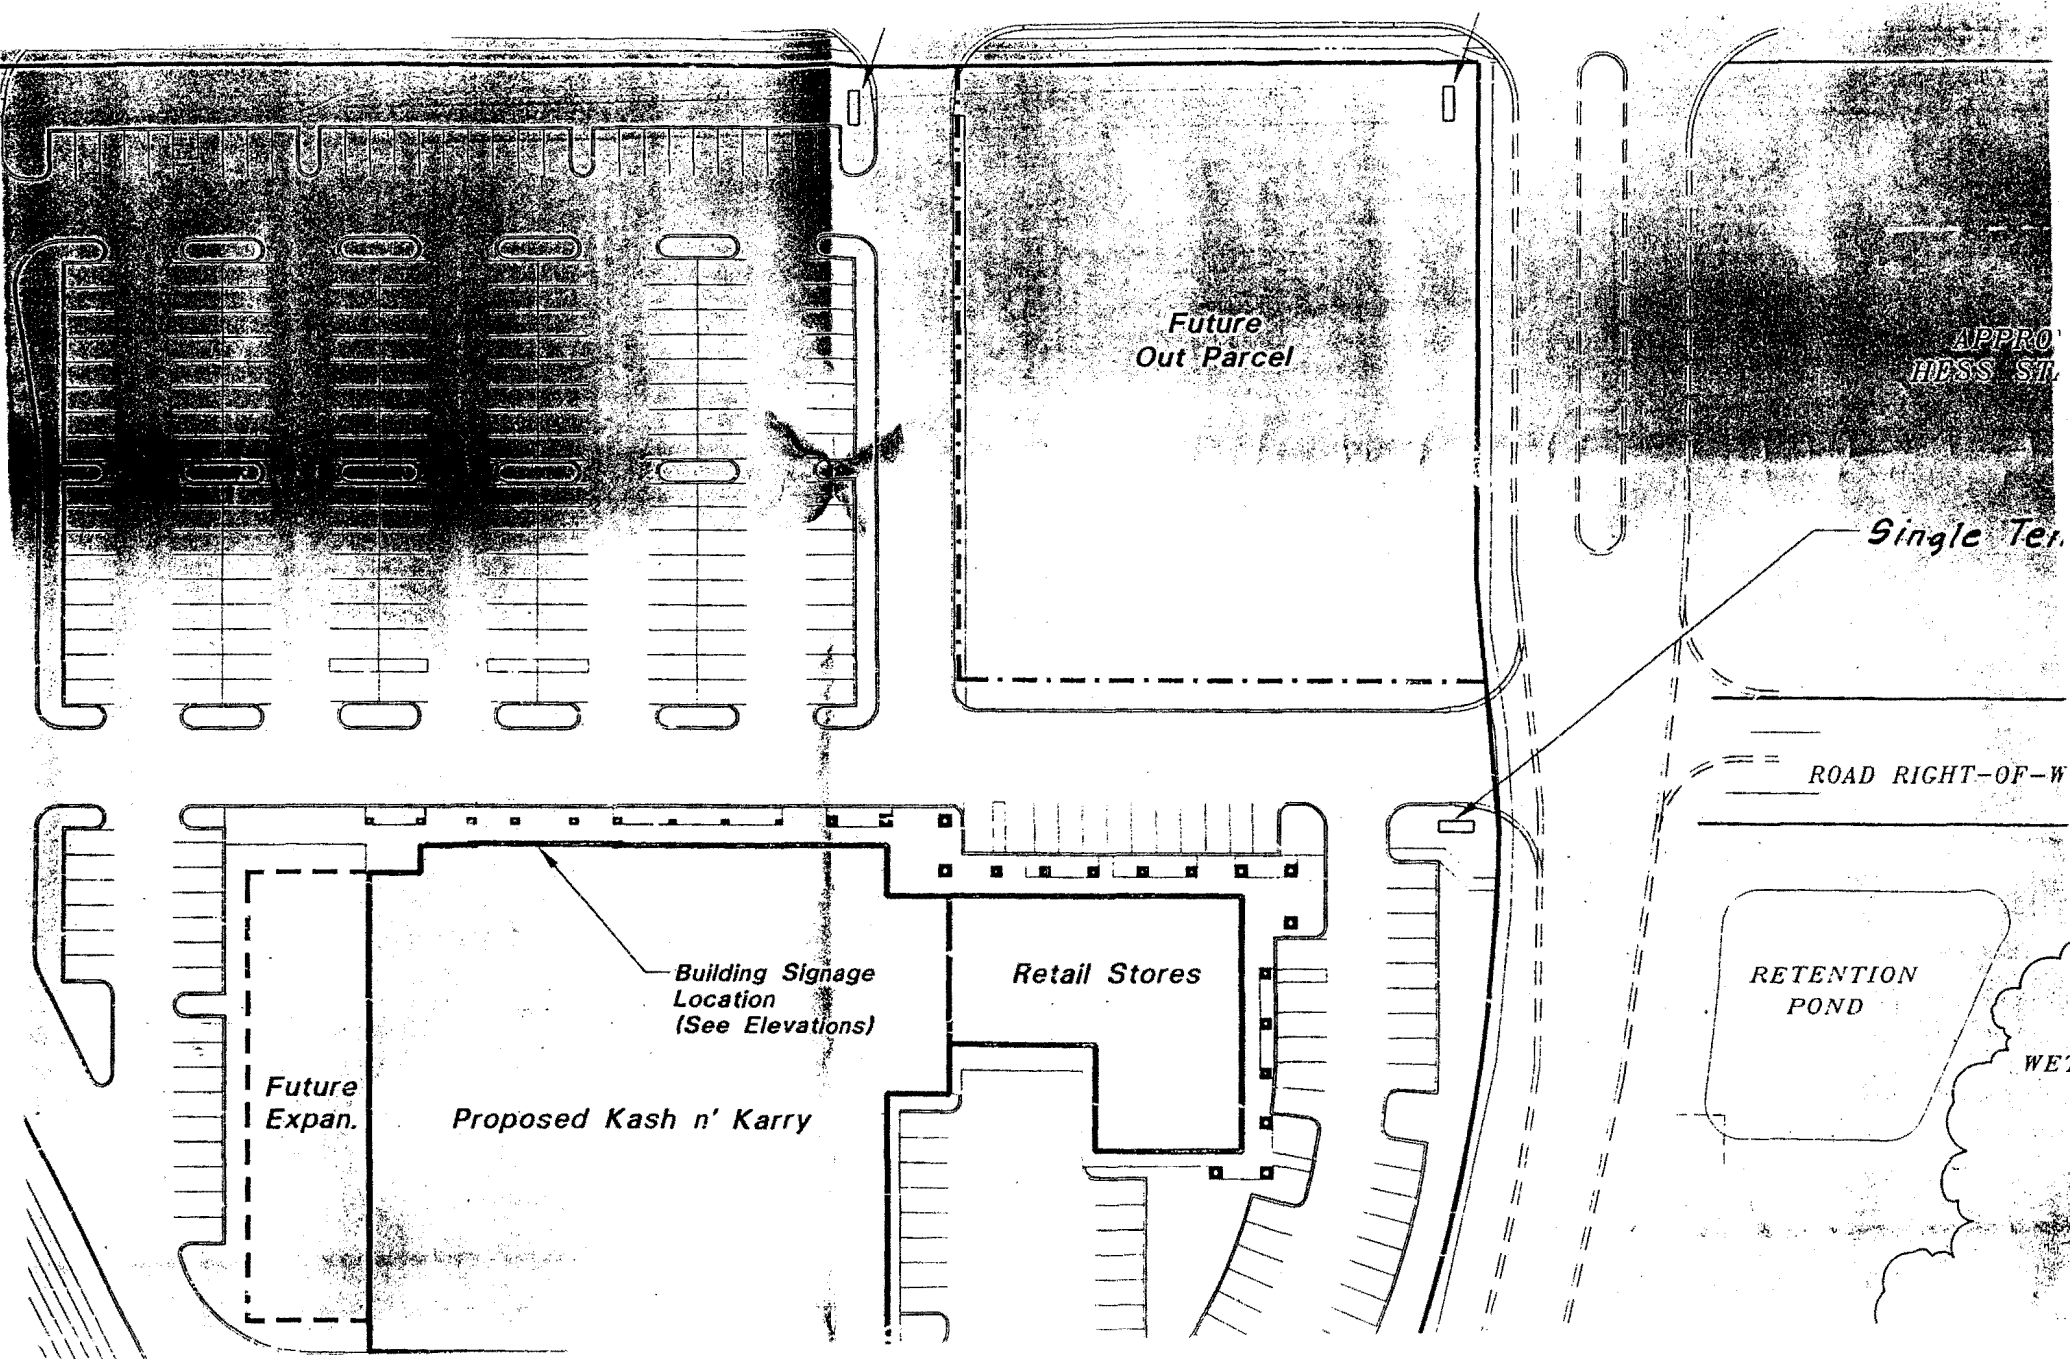 Future
Out Parcel
HESS
Single
ROAD RIGHT-OF-W
Building Signage
Location
(See Elevations)
Retail Stores
RETENTION
POND
Future
Expan.
Proposed Kash n' Karry